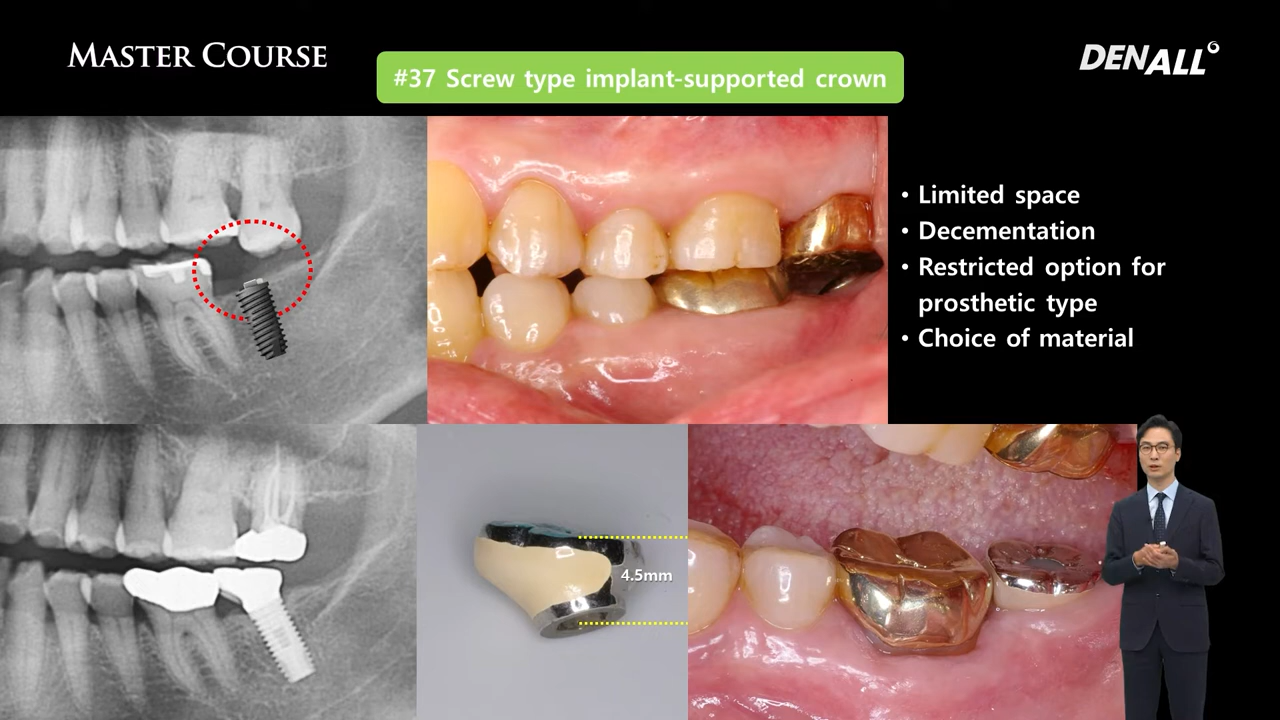 MASTER COURSE
#37 Screw type implant-supported crown
DENALL
• Limited space
• Decementation
• Restricted option for
prosthetic type
• Choice of material
4.5mm